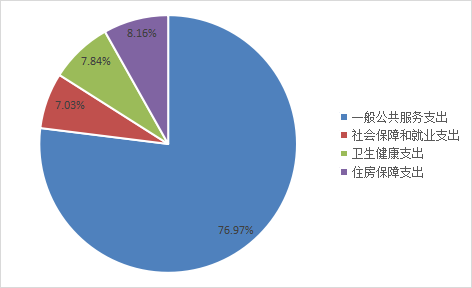 8.16%
7.84%
7.03%
76.97%
一般公共服务支出
社会保障和就业支出
卫生健康支出
住房保障支出